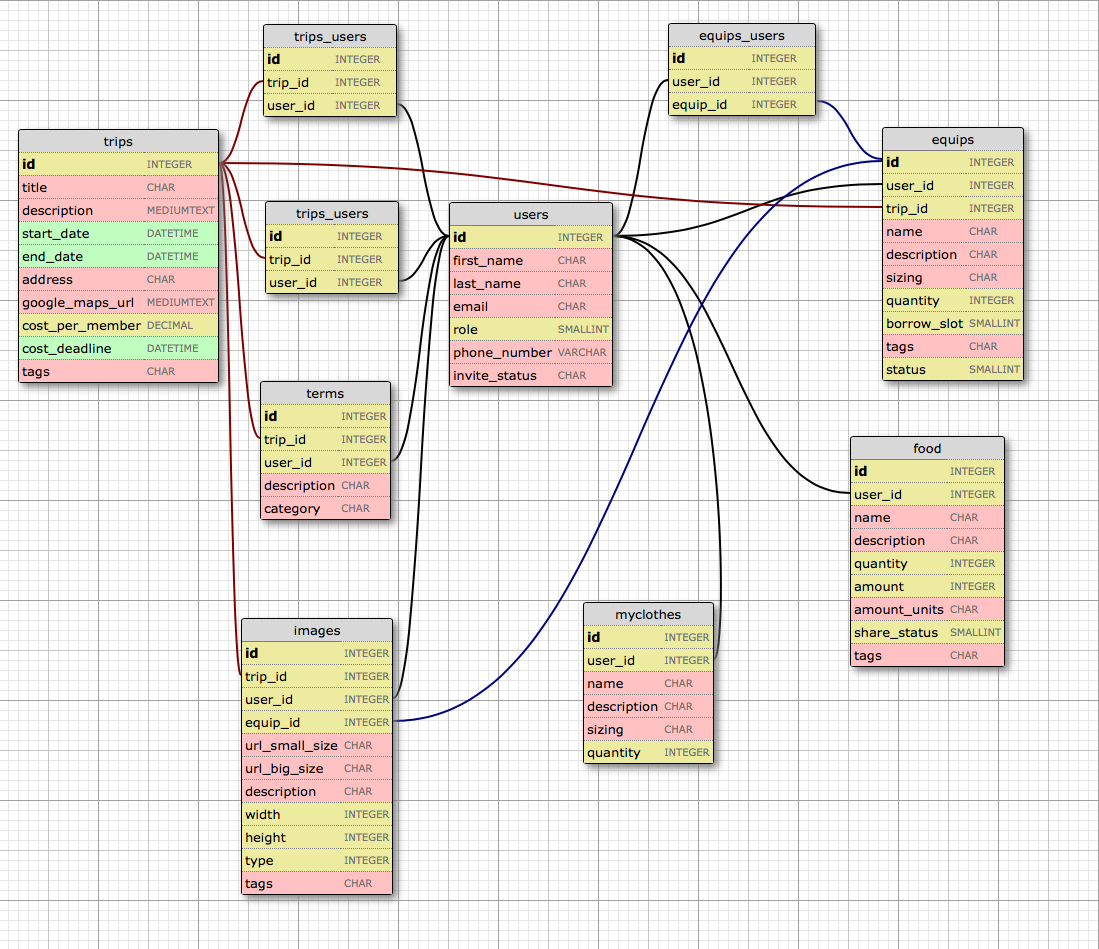 trips_users
id INTEGER
trip_id INTEGER
user_id INTEGER
equips_users
id INTEGER
user_id INTEGER
equip_id INTEGER
trips
id INTEGER
title CHAR
description MEDIUMTEXT
start_date DATETIME
end_date DATETIME
address CHAR
google_maps_url MEDIUMTEXT
cost_per_member DECIMAL
cost_deadline DATETIME
tags CHAR
equips
id INTEGER
user_id INTEGER
trip_id INTEGER
name CHAR
description CHAR
sizing CHAR
quantity INTEGER
borrow_slot SMALLINT
tags CHAR
status SMALLINT
trips_users
id INTEGER
trip_id INTEGER
user_id INTEGER
users
id INTEGER
first_name CHAR
last_name CHAR
email CHAR
role SMALLINT
phone_number VARCHAR
invite_status CHAR
terms
id INTEGER
trip_id INTEGER
user_id INTEGER
description CHAR
category CHAR
food
id INTEGER
user_id INTEGER
name CHAR
description CHAR
quantity INTEGER
amount INTEGER
amount_units CHAR
share_status SMALLINT
tags CHAR
images
id INTEGER
trip_id INTEGER
user_id INTEGER
equip_id INTEGER
url_small_size CHAR
url_big_size CHAR
description CHAR
width INTEGER
height INTEGER
type INTEGER
tags CHAR
myclothes
id INTEGER
user_id INTEGER
name CHAR
description CHAR
sizing CHAR
quantity INTEGER